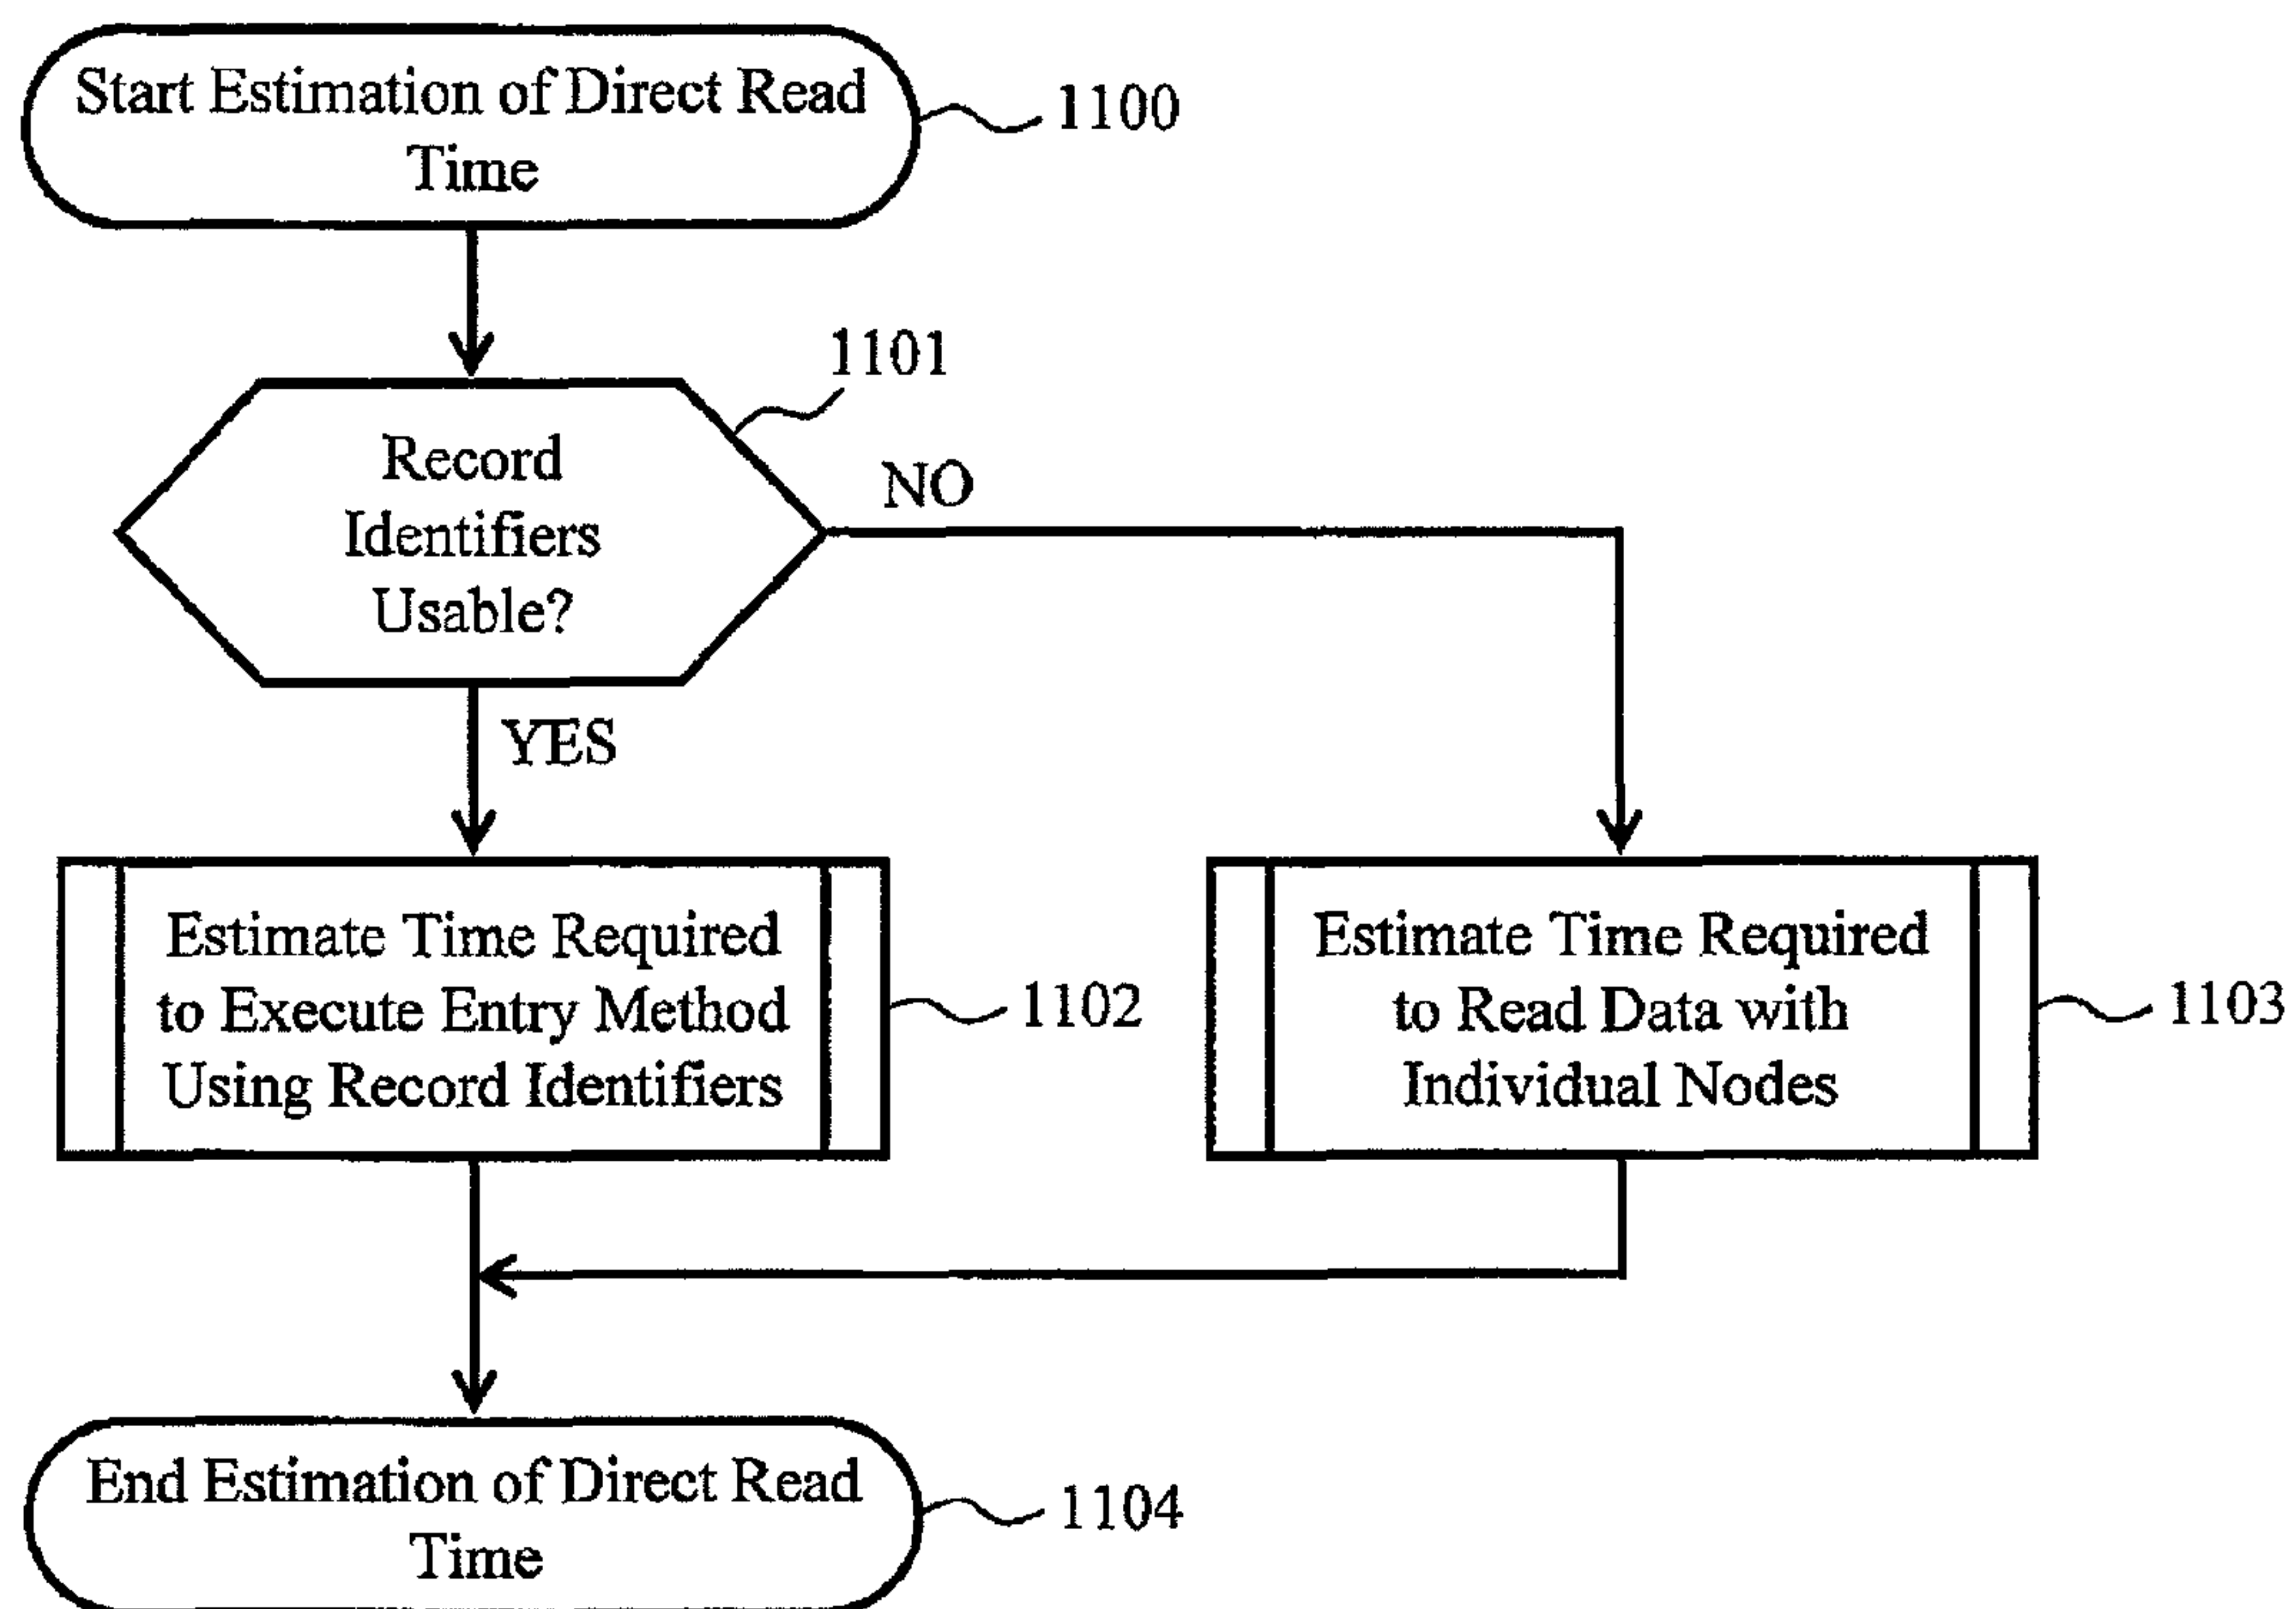 Start Estimation of Direct Read
Time
1100
1101
Record
Identifiers
Usable?
NO
YES
Estimate Time Required
to Execute Entry Method
Using Record Identifiers
1102
Estimate Time Required
to Read Data with
Individual Nodes
1103
End Estimation of Direct Read
Time
1104